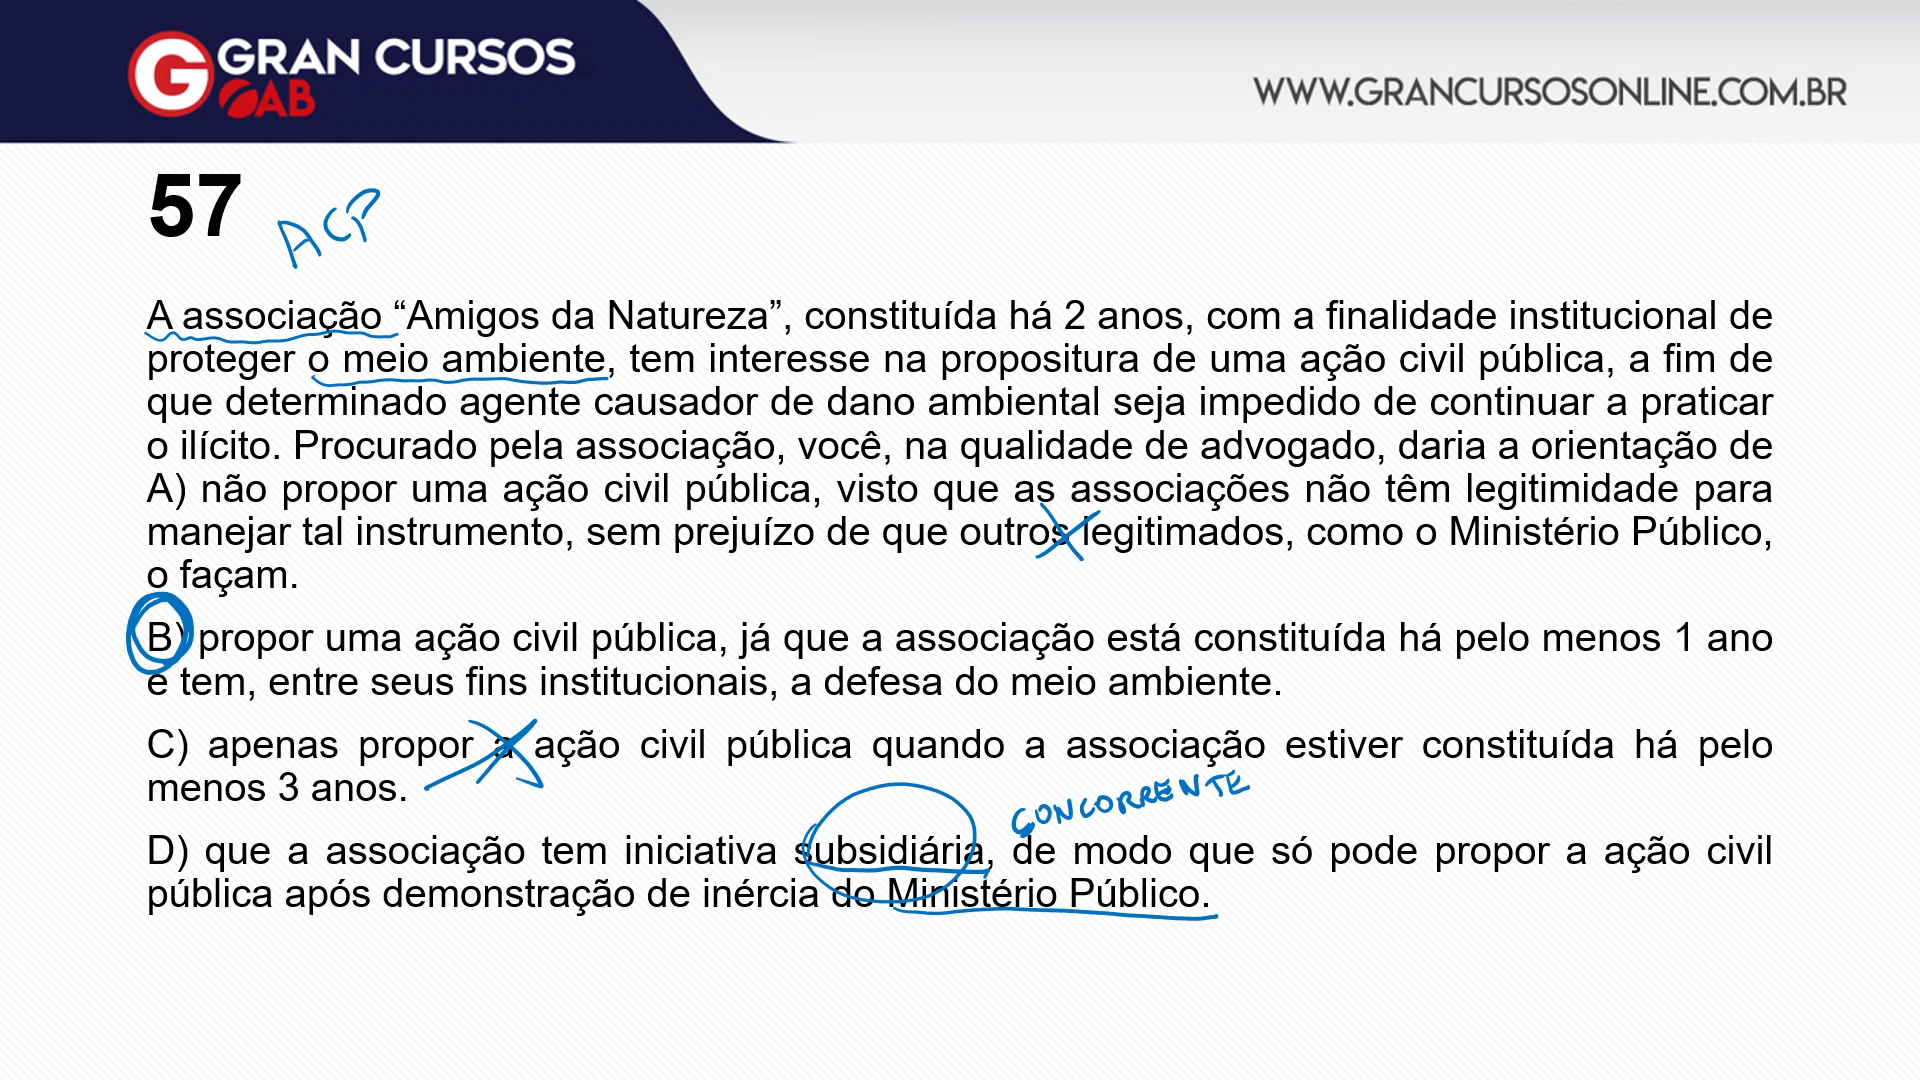 GRAN CURSOS
OAB
WWW.GRANCURSOSONLINE.COM.BR
57
ACP
A associação “Amigos da Natureza”, constituída há 2 anos, com a finalidade institucional de
proteger o meio ambiente, tem interesse na propositura de uma ação civil pública, a fim de
que determinado agente causador de dano ambiental seja impedido de continuar a praticar
o ilícito. Procurado pela associação, você, na qualidade de advogado, daria a orientação de
A) não propor uma ação civil pública, visto que as associações não têm legitimidade para
manejar tal instrumento, sem prejuízo de que outros legitimados, como o Ministério Público,
o façam.
B) propor uma ação civil pública, já que a associação está constituída há pelo menos 1 ano
e tem, entre seus fins institucionais, a defesa do meio ambiente.
C) apenas propor a ação civil pública quando a associação estiver constituída há pelo
menos 3 anos.
CONCORRENTE
D) que a associação tem iniciativa subsidiária, de modo que só pode propor a ação civil
pública após demonstração de inércia do Ministério Público.